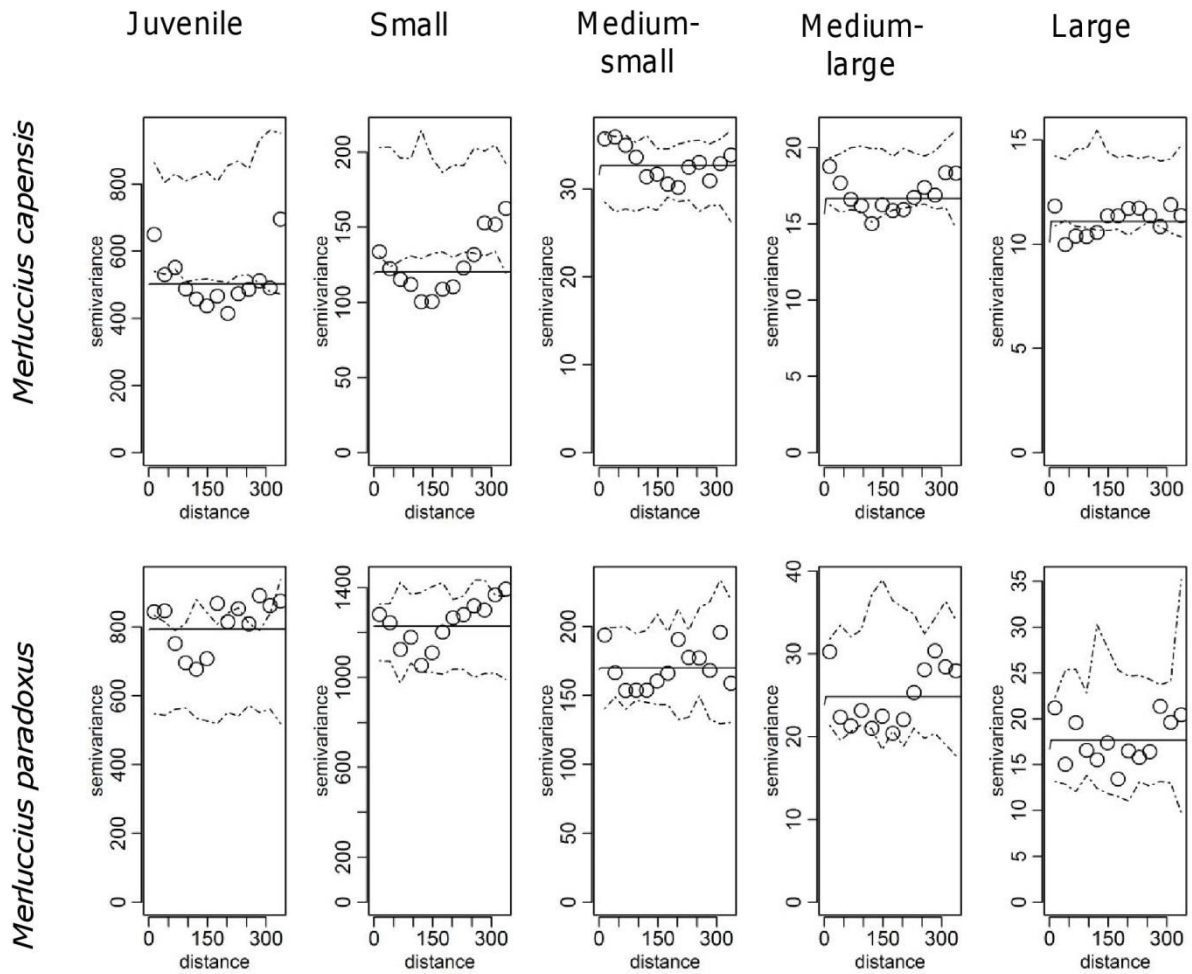 Juvenile
Small
Medium-
small
Medium-
large
Large
Merluccius capensis
semivariance
0
200
400
600
800
0
150
300
distance
semivariance
0
50
100
150
200
0
150
300
distance
semivariance
0
10
20
30
0
150
300
distance
semivariance
0
5
10
15
20
0
150
300
distance
semivariance
0
5
10
15
0
150
300
distance
Merluccius paradoxus
semivariance
0
200
400
600
800
0
150
300
distance
semivariance
0
200
600
1000
1400
0
150
300
distance
semivariance
0
50
100
150
200
0
150
300
distance
semivariance
0
10
20
30
40
0
150
300
distance
semivariance
0
5
10
15
20
25
30
35
0
150
300
distance